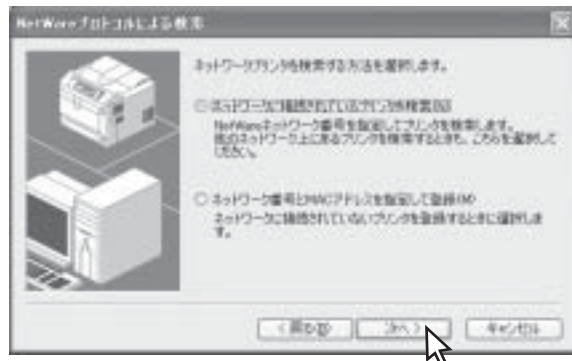 NetWareプロトコルによる検索
ネットワークプリンタを検索する方法を選択します。
ネットワークに接続されているプリンタを検索(N)
NetWareネットワーク番号を指定してプリンタを検索します。
他のネットワーク上にあるプリンタを検索するときも、こちらを選択して
ください。
ネットワーク番号とMACアドレスを指定して登録(M)
ネットワークに接続されていないプリンタを登録するときに選択しま
す。
< 戻る(B) 次へ > キャンセル